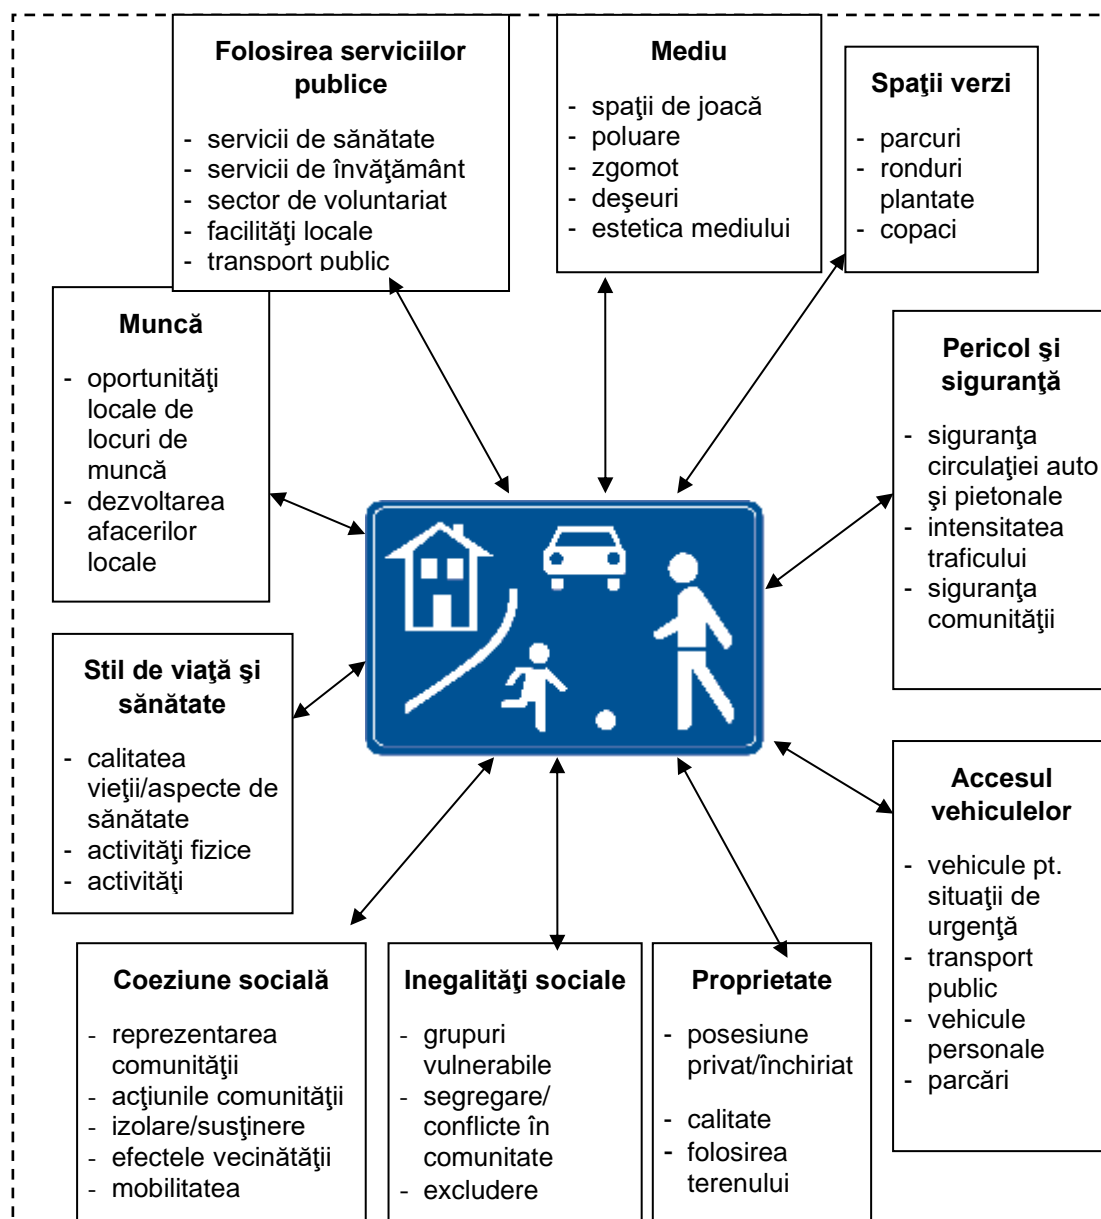 Folosirea serviciilor
publice
- servicii de sănătate
- servicii de învăţământ
- sector de voluntariat
- facilităţi locale
- transport public
Mediu
- spaţii de joacă
- poluare
- zgomot
- deşeuri
- estetica mediului
Spaţii verzi
- parcuri
- ronduri
plantate
- copaci
Muncă
- oportunităţi
locale de
locuri de
muncă
- dezvoltarea
afacerilor
locale
Pericol şi
siguranţă
- siguranţa
circulaţiei auto
şi pietonale
- intensitatea
traficului
- siguranţa
comunităţii
Stil de viaţă şi
sănătate
- calitatea
vieţii/aspecte de
sănătate
- activităţi fizice
- activităţi
Accesul
vehiculelor
- vehicule pt.
situaţii de
urgenţă
- transport
public
- vehicule
personale
- parcări
Coeziune socială
- reprezentarea
comunităţii
- acţiunile comunităţii
- izolare/susţinere
- efectele vecinătăţii
- mobilitatea
Inegalităţi sociale
- grupuri
vulnerabile
- segregare/
conflicte în
comunitate
- excludere
Proprietate
- posesiune
privat/închiriat
- calitate
- folosirea
terenului